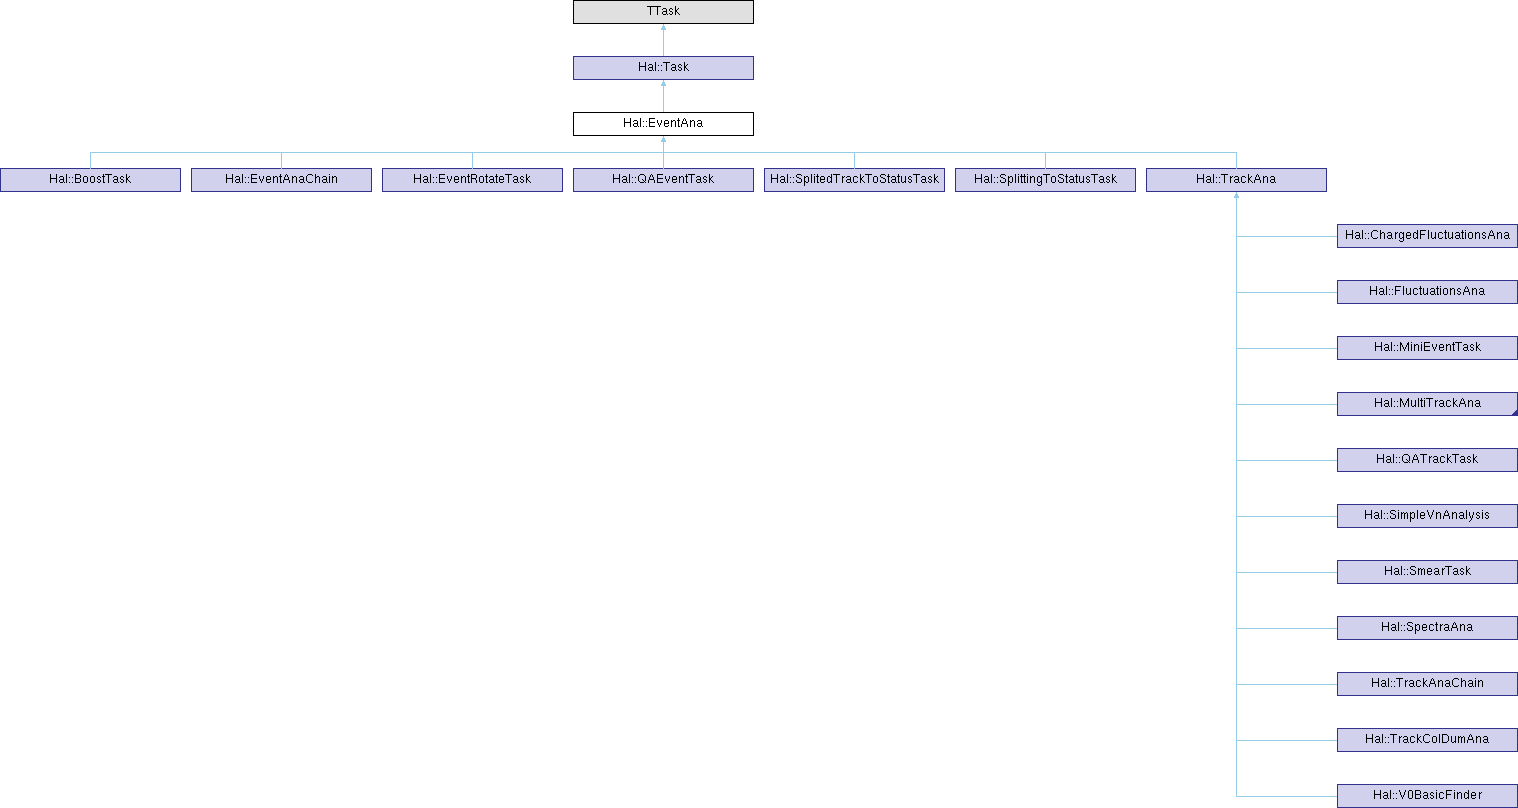 TTask
Hal::Task
Hal::EventAna
Hal::BoostTask
Hal::EventAnaChain
Hal::EventRotateTask
Hal::QAEventTask
Hal::SplitedTrackToStatusTask
Hal::SplittingToStatusTask
Hal::TrackAna
Hal::ChargedFluctuationsAna
Hal::FluctuationsAna
Hal::MiniEventTask
Hal::MultiTrackAna
Hal::QATrackTask
Hal::SimpleVnAnalysis
Hal::SmearTask
Hal::SpectraAna
Hal::TrackAnaChain
Hal::TrackColDumAna
Hal::V0BasicFinder